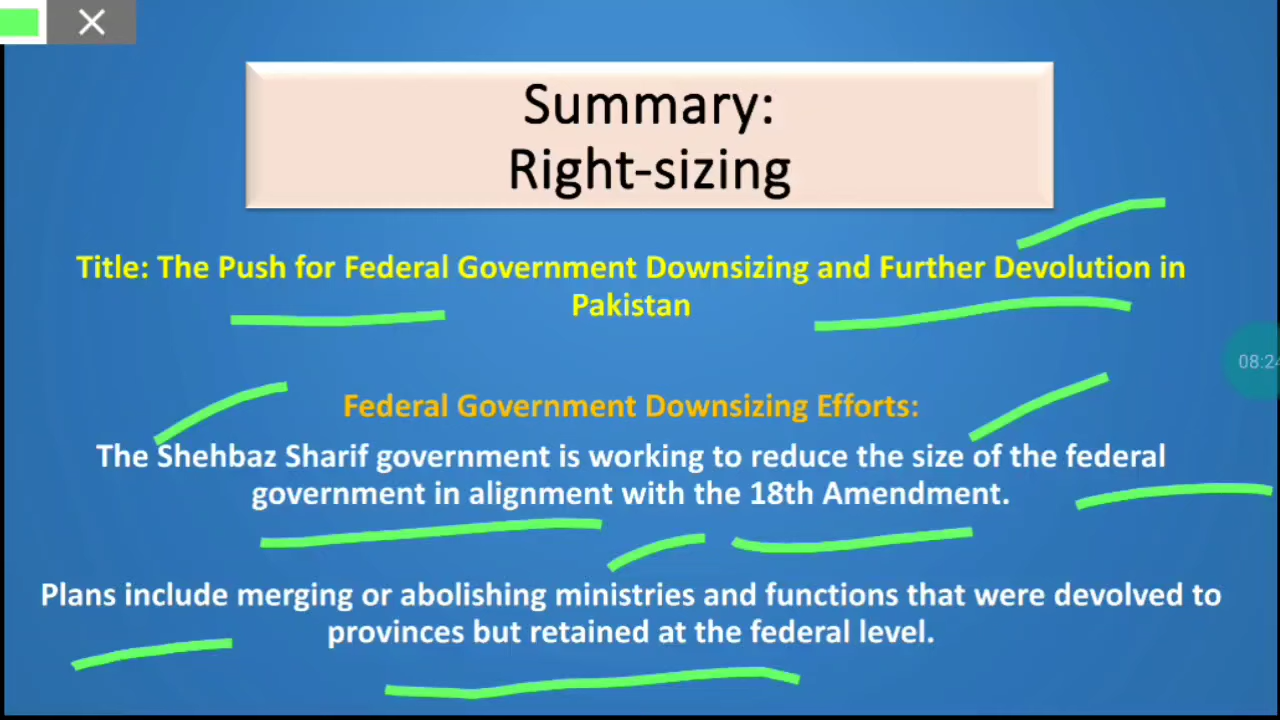 Summary:
Right-sizing
Title: The Push for Federal Government Downsizing and Further Devolution in
Pakistan
08:24
Federal Government Downsizing Efforts:
The Shehbaz Sharif government is working to reduce the size of the federal
government in alignment with the 18th Amendment.
Plans include merging or abolishing ministries and functions that were devolved to
provinces but retained at the federal level.